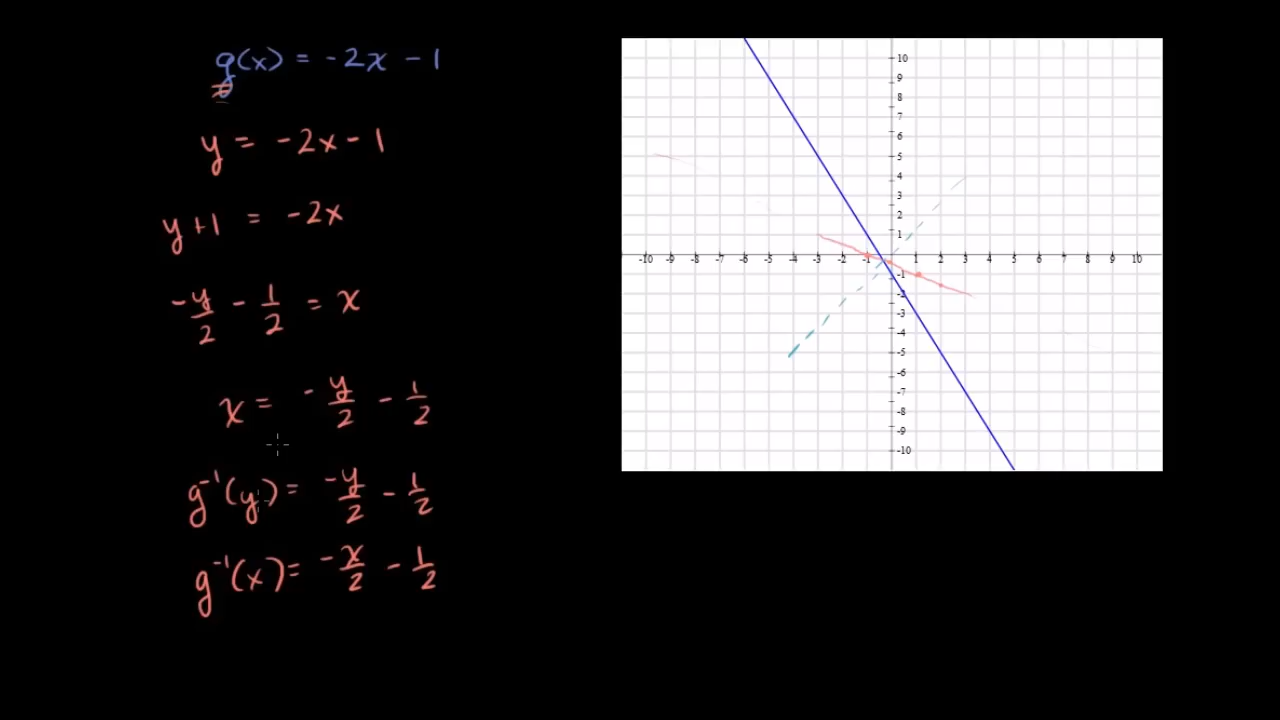 g(x) = -2x - 1
y = -2x - 1
y + 1 = -2x
-y/2 - 1/2 = x
x = -y/2 - 1/2
g⁻¹(y) = -y/2 - 1/2
g⁻¹(x) = -x/2 - 1/2
10
9
8
7
6
5
4
3
2
1
-10 -9 -8 -7 -6 -5 -4 -3 -2 -1 0 1 2 3 4 5 6 7 8 9 10
-1
-2
-3
-4
-5
-6
-7
-8
-9
-10